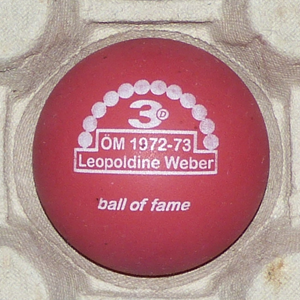 3D
ÖM 1972-73
Leopoldine Weber
ball of fame